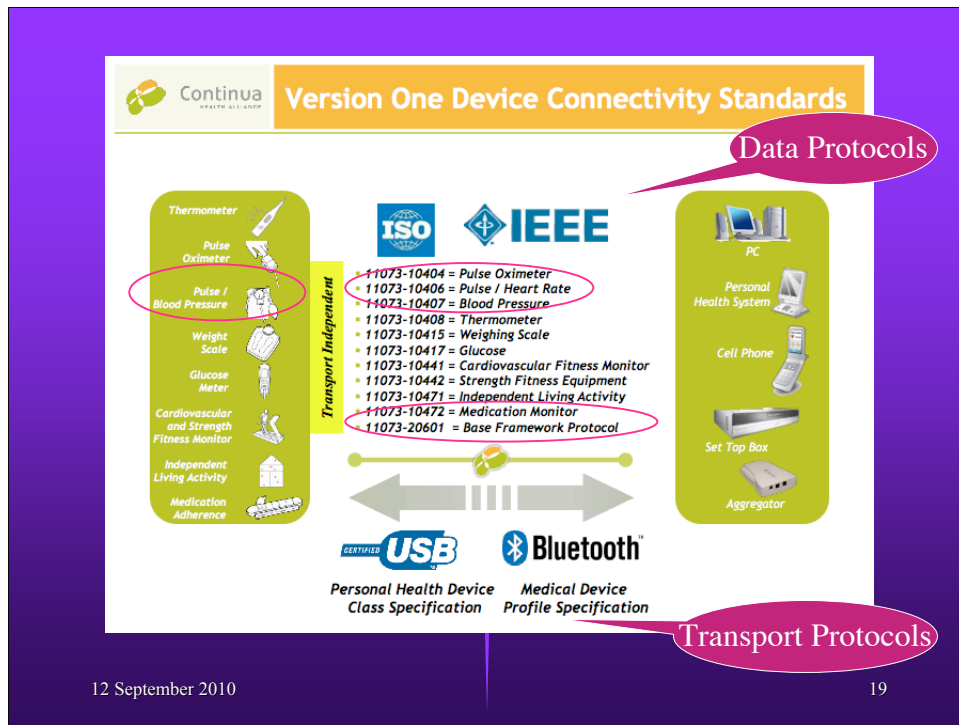 Continua
HEALTH ALLIANCE
Version One Device Connectivity Standards
Data Protocols
Thermometer
Pulse
Oximeter
Pulse /
Blood Pressure
Weight
Scale
Glucose
Meter
Cardiovascular
and Strength
Fitness Monitor
Independent
Living Activity
Medication
Adherence
Transport Independent
ISO
IEEE
11073-10404 = Pulse Oximeter
11073-10406 = Pulse / Heart Rate
11073-10407 = Blood Pressure
11073-10408 = Thermometer
11073-10415 = Weighing Scale
11073-10417 = Glucose
11073-10441 = Cardiovascular Fitness Monitor
11073-10442 = Strength Fitness Equipment
11073-10471 = Independent Living Activity
11073-10472 = Medication Monitor
11073-20601 = Base Framework Protocol
PC
Personal
Health System
Cell Phone
Set Top Box
Aggregator
CERTIFIED USB
Bluetooth
Personal Health Device
Class Specification
Medical Device
Profile Specification
Transport Protocols
12 September 2010
19